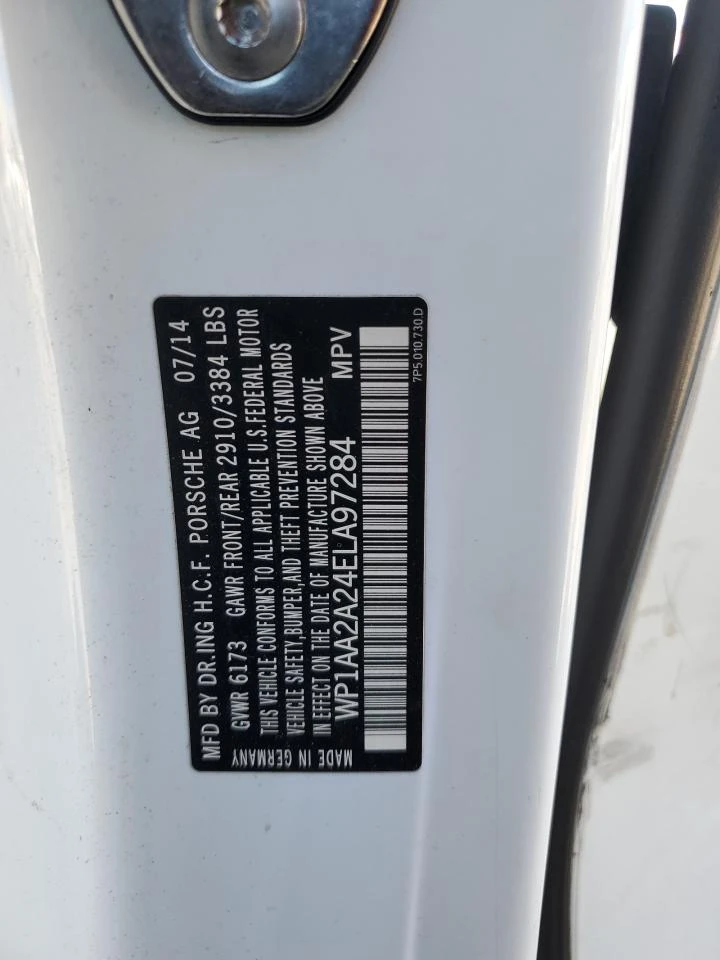 MFD BY DR.ING H.C.F. PORSCHE AG 07/14
GVWR 6173 GAWR FRONT/REAR 2910/3384 LBS
THIS VEHICLE CONFORMS TO ALL APPLICABLE U.S.FEDERAL MOTOR
VEHICLE SAFETY,BUMPER,AND THEFT PREVENTION STANDARDS
IN EFFECT ON THE DATE OF MANUFACTURE SHOWN ABOVE
WP1AA2A24ELA97284 MPV
MADE IN GERMANY
7P5.010.730.D